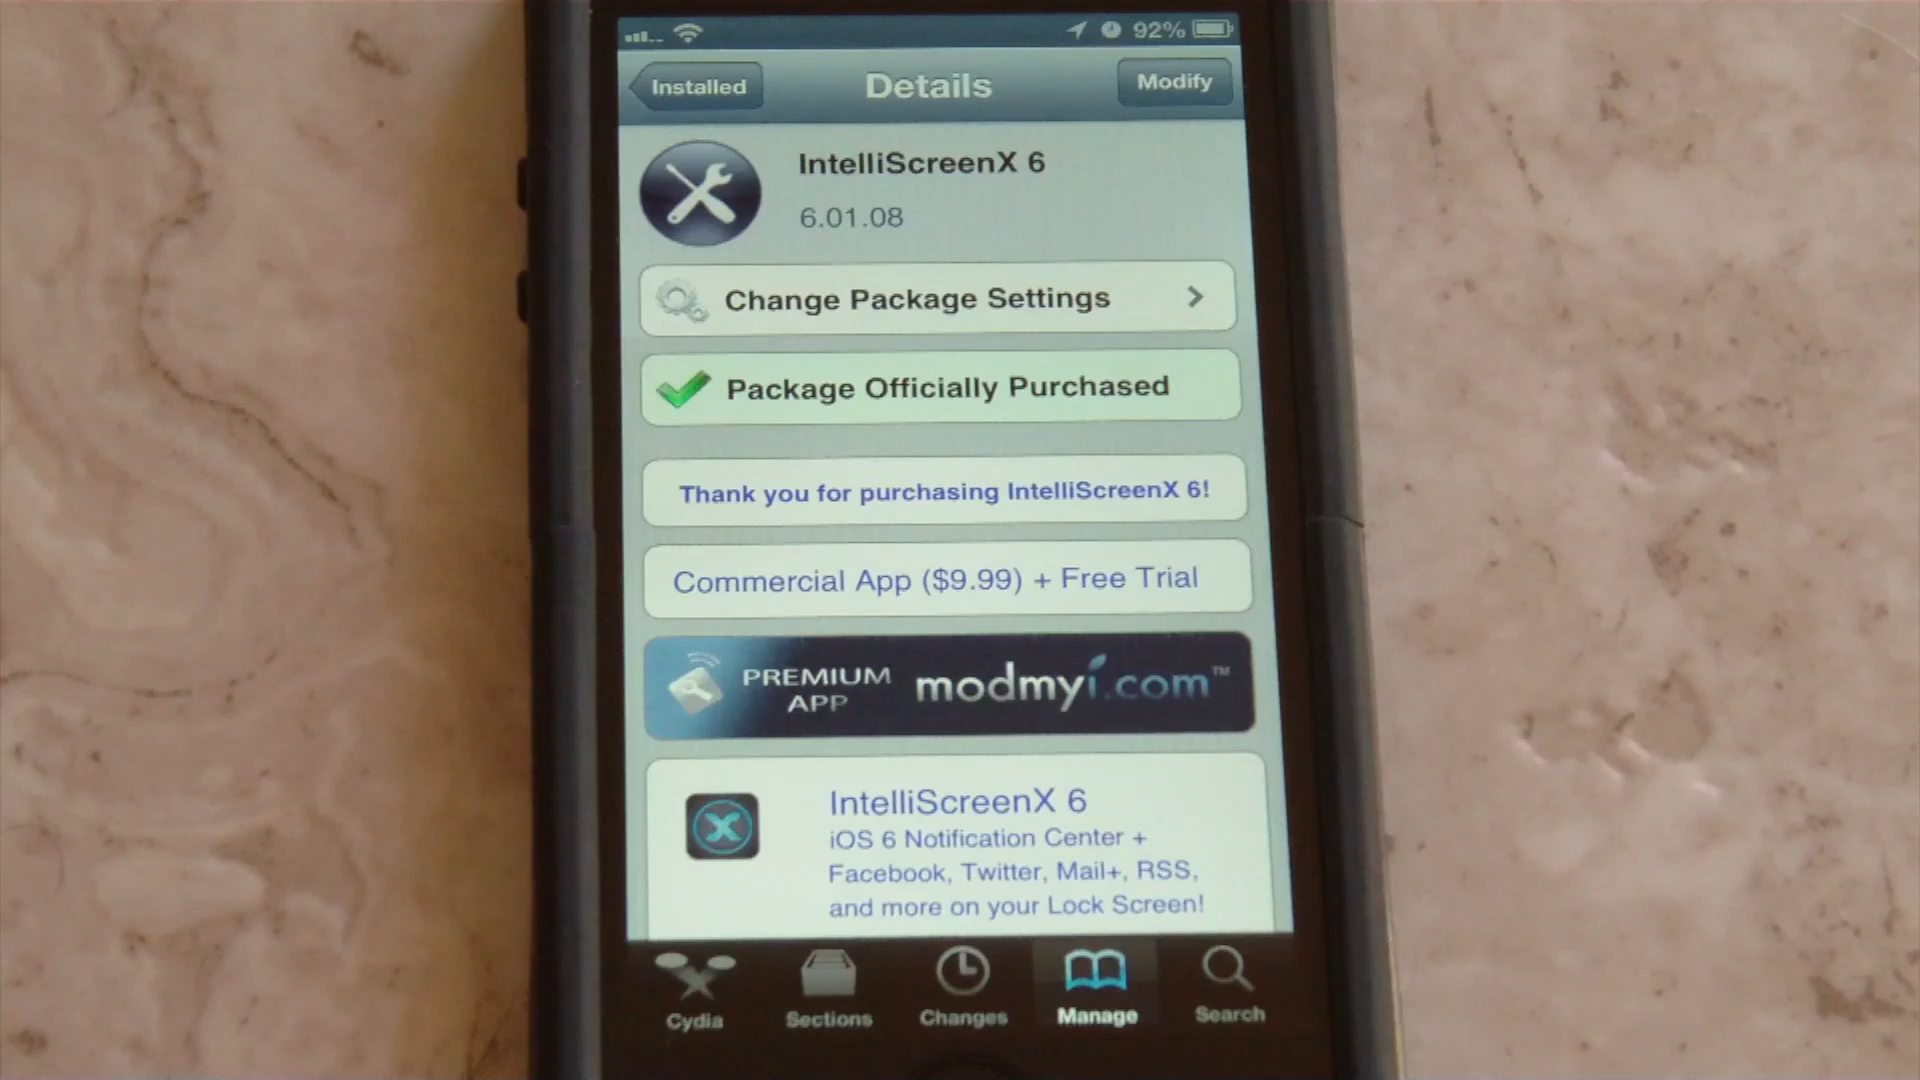 92%
Installed
Details
Modify
IntelliScreenX 6
6.01.08
Change Package Settings
Package Officially Purchased
Thank you for purchasing IntelliScreenX 6!
Commercial App ($9.99) + Free Trial
PREMIUM
APP
modmyi.com™
IntelliScreenX 6
iOS 6 Notification Center +
Facebook, Twitter, Mail+, RSS,
and more on your Lock Screen!
Cydia
Sections
Changes
Manage
Search